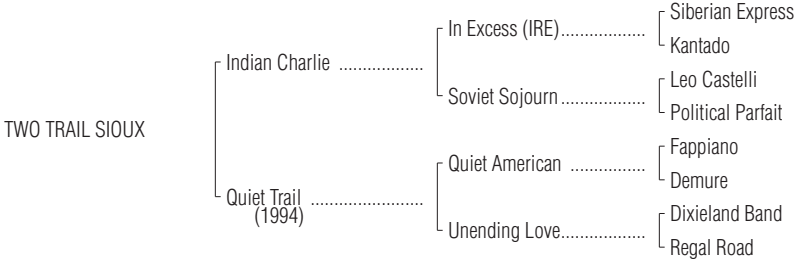 Siberian Express
In Excess (IRE)...................
Kantado
Indian Charlie ...................
Leo Castelli
Soviet Sojourn...................
Political Parfait
TWO TRAIL SIOUX
Fappiano
Quiet American .................
Demure
Quiet Trail .........................
(1994)
Dixieland Band
Unending Love...................
Regal Road